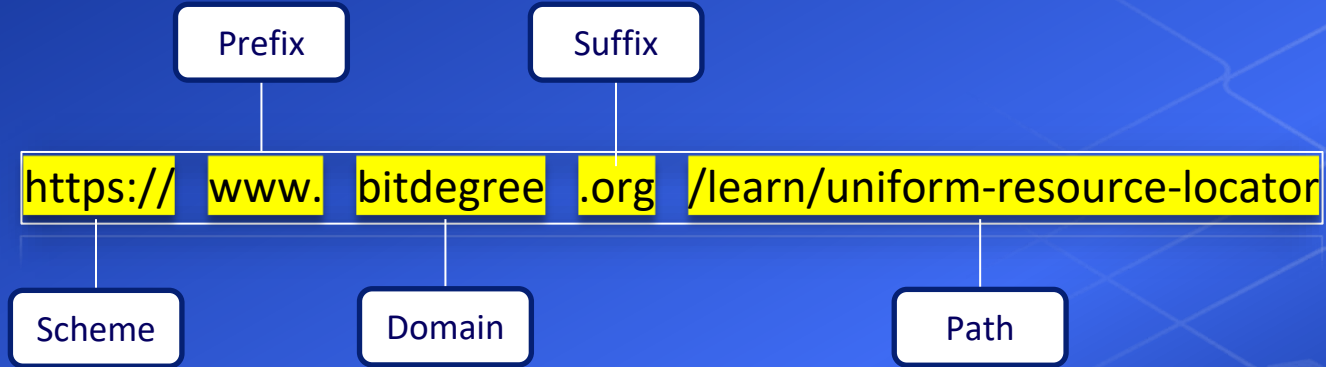 Prefix Suffix
https:// www. bitdegree .org /learn/uniform-resource-locator
Scheme Domain Path